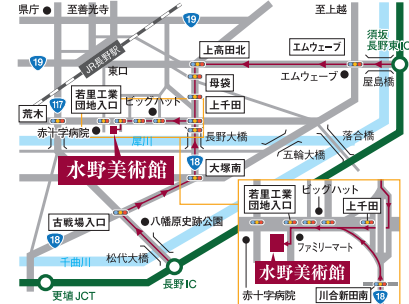 県庁
至善光寺
19
至上越
須坂
長野東IC
JR長野駅
上高田北
エムウェーブ
19
東口
エムウェーブ
屋島橋
母袋
若里工業
団地入口
117
ビッグハット
上千田
荒木
赤十字病院
犀川
長野大橋
落合橋
五輪大橋
水野美術館
18
大塚南
古戦場入口
八幡原史跡公園
18
松代大橋
千曲川
長野IC
更埴JCT
若里工業
団地入口
ビッグハット
上千田
ファミリーマート
水野美術館
赤十字病院
川合新田南
18